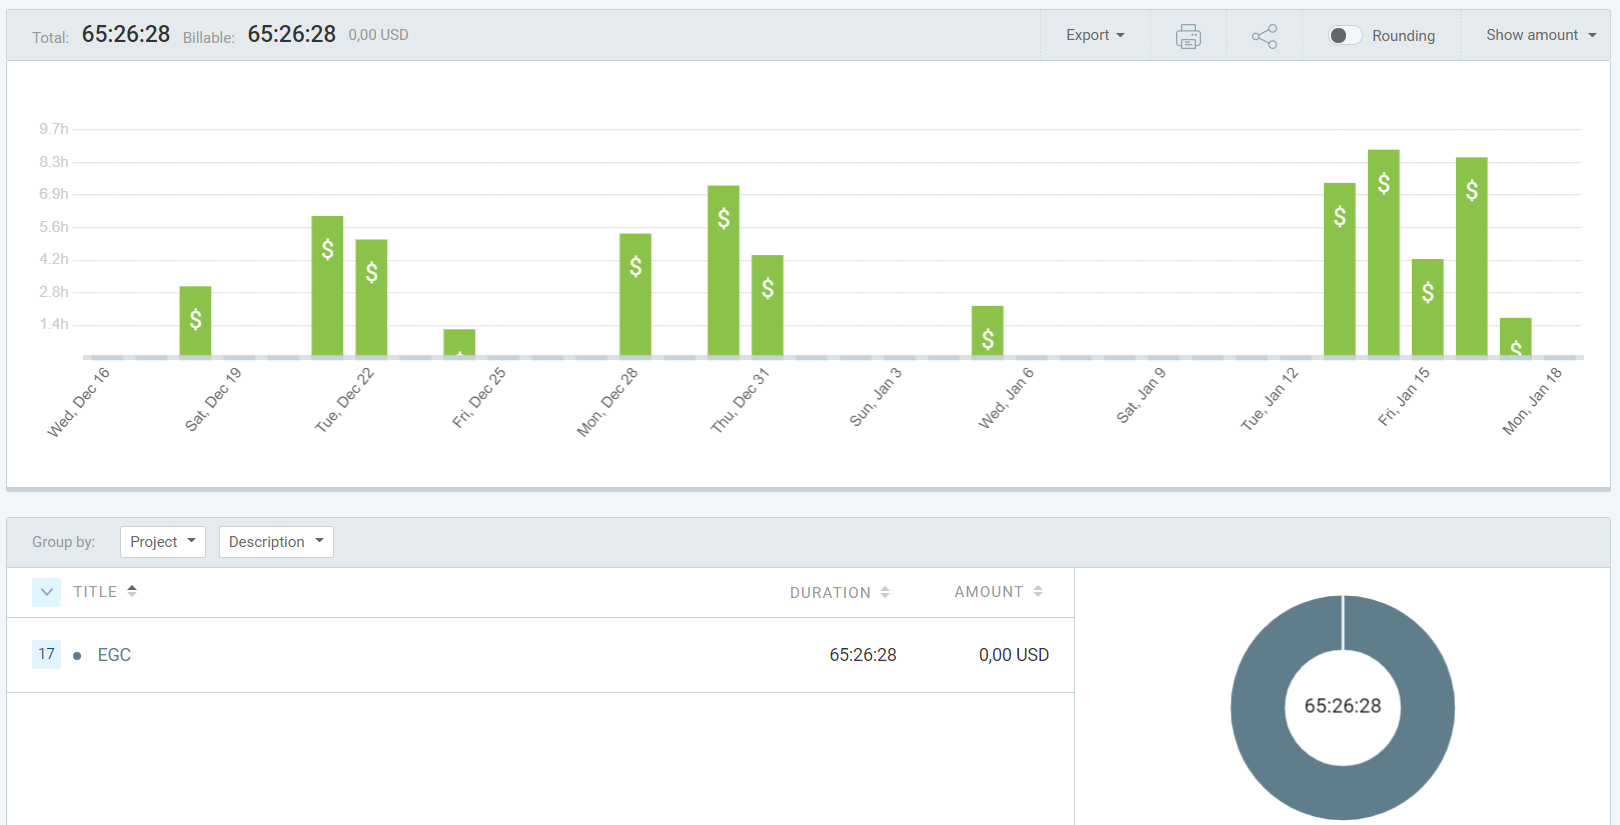 Total: 65:26:28 Billable: 65:26:28 0,00 USD Export Rounding Show amount
9.7h
8.3h
6.9h
5.6h
4.2h
2.8h
1.4h
$ $ $ $ $ $ $ $ $ $ $ $ $
Wed, Dec 16 Sat, Dec 19 Tue, Dec 22 Fri, Dec 25 Mon, Dec 28 Thu, Dec 31 Sun, Jan 3 Wed, Jan 6 Sat, Jan 9 Tue, Jan 12 Fri, Jan 15 Mon, Jan 18
Group by: Project Description
TITLE DURATION AMOUNT
17 EGC 65:26:28 0,00 USD
65:26:28